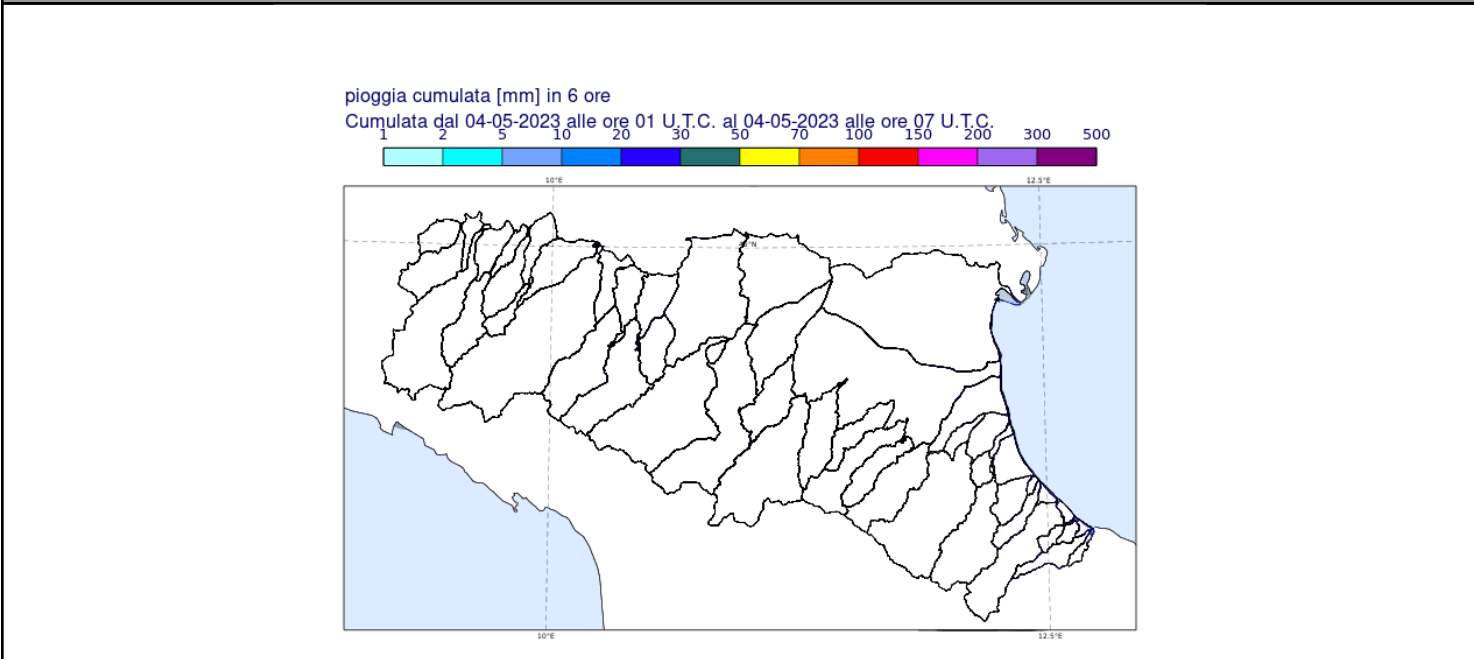 pioggia cumulata [mm] in 6 ore
Cumulata dal 04-05-2023 alle ore 01 U.T.C. al 04-05-2023 alle ore 07 U.T.C.
1 2 5 10 20 30 50 70 100 150 200 300 500
10°E 12.5°E
10°E 12.5°E